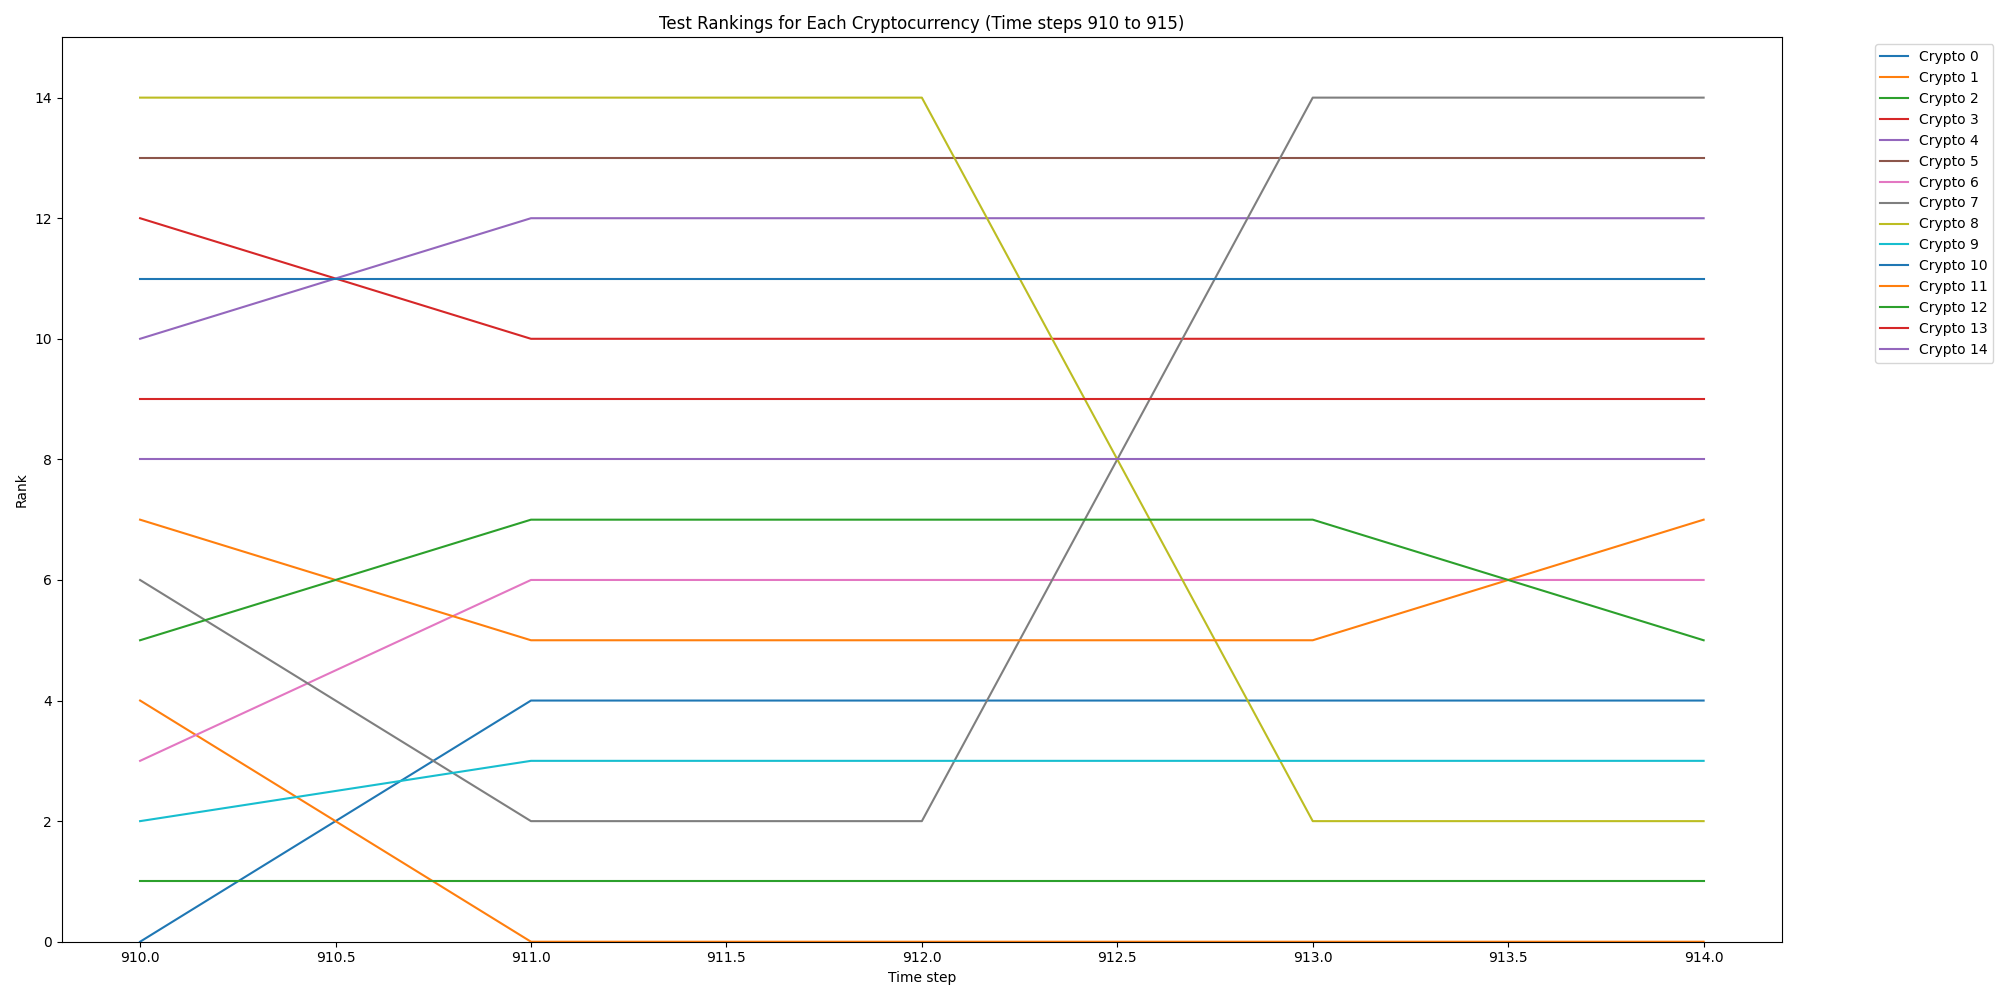 Test Rankings for Each Cryptocurrency (Time steps 910 to 915)
Crypto 0
Crypto 1
Crypto 2
Crypto 3
Crypto 4
Crypto 5
Crypto 6
Crypto 7
Crypto 8
Crypto 9
Crypto 10
Crypto 11
Crypto 12
Crypto 13
Crypto 14
Rank
14
12
10
8
6
4
2
0
910.0 910.5 911.0 911.5 912.0 912.5 913.0 913.5 914.0
Time step